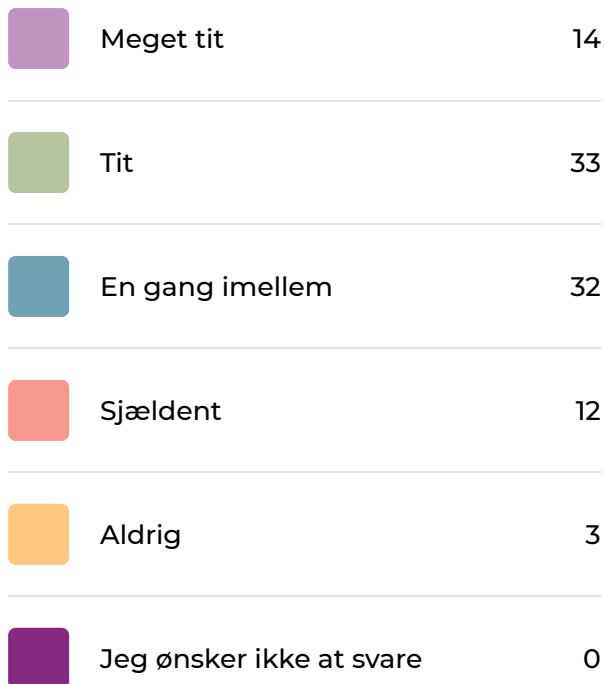 Meget tit 14
Tit 33
En gang imellem 32
Sjældent 12
Aldrig 3
Jeg ønsker ikke at svare 0